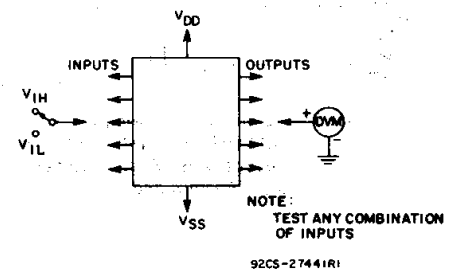 VDD
INPUTS
OUTPUTS
VIH
VIL
+
DVM
-
VSS
NOTE:
TEST ANY COMBINATION
OF INPUTS
92CS-27441R1